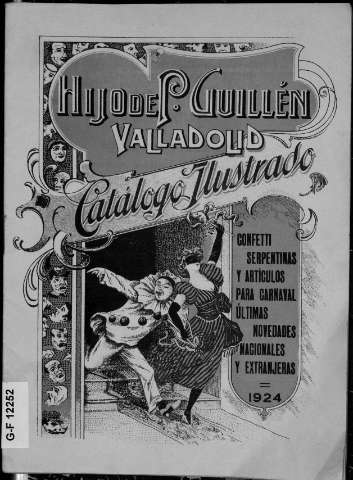 HIJO DE P. GUILLÉN
VALLADOLID
Catálogo Ilustrado
CONFETTI
SERPENTINAS
Y ARTÍCULOS
PARA CARNAVAL
ÚLTIMAS
NOVEDADES
NACIONALES
Y EXTRANJERAS
=
1924
G-F 12252